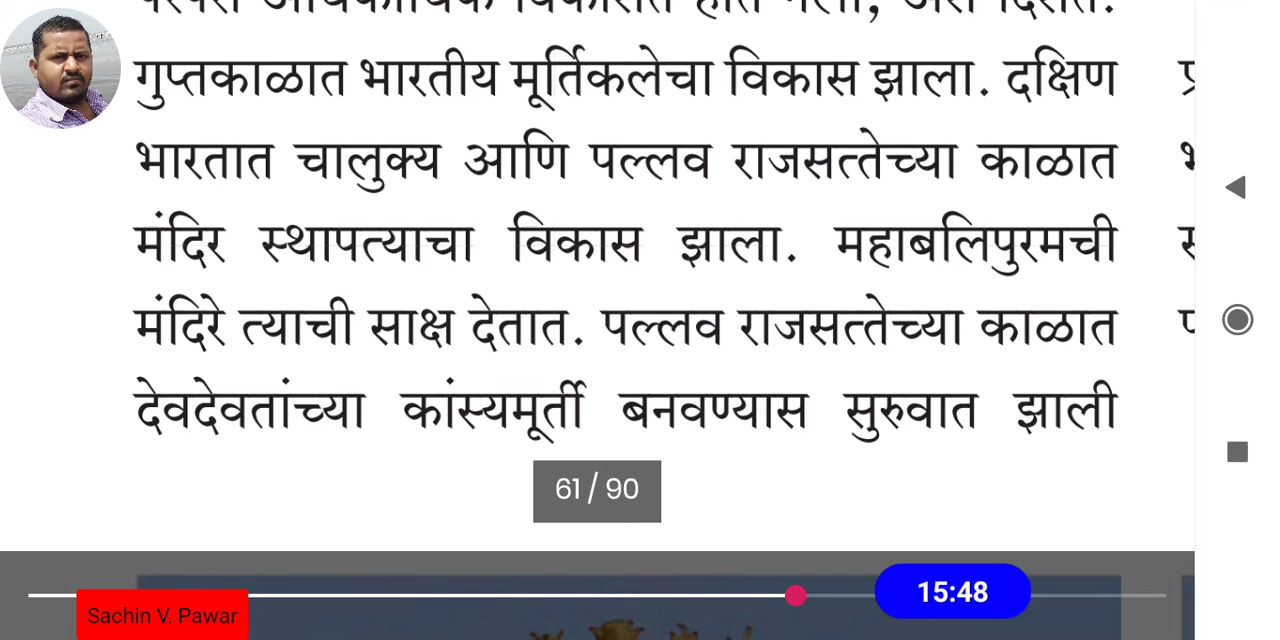 गुप्तकाळात भारतीय मूर्तिकलेचा विकास झाला. दक्षिण
भारतात चालुक्य आणि पल्लव राजसत्तेच्या काळात
मंदिर स्थापत्याचा विकास झाला. महाबलिपुरमची
मंदिरे त्याची साक्ष देतात. पल्लव राजसत्तेच्या काळात
देवदेवतांच्या कांस्यमूर्ती बनवण्यास सुरुवात झाली
61 / 90
15:48
Sachin V. Pawar